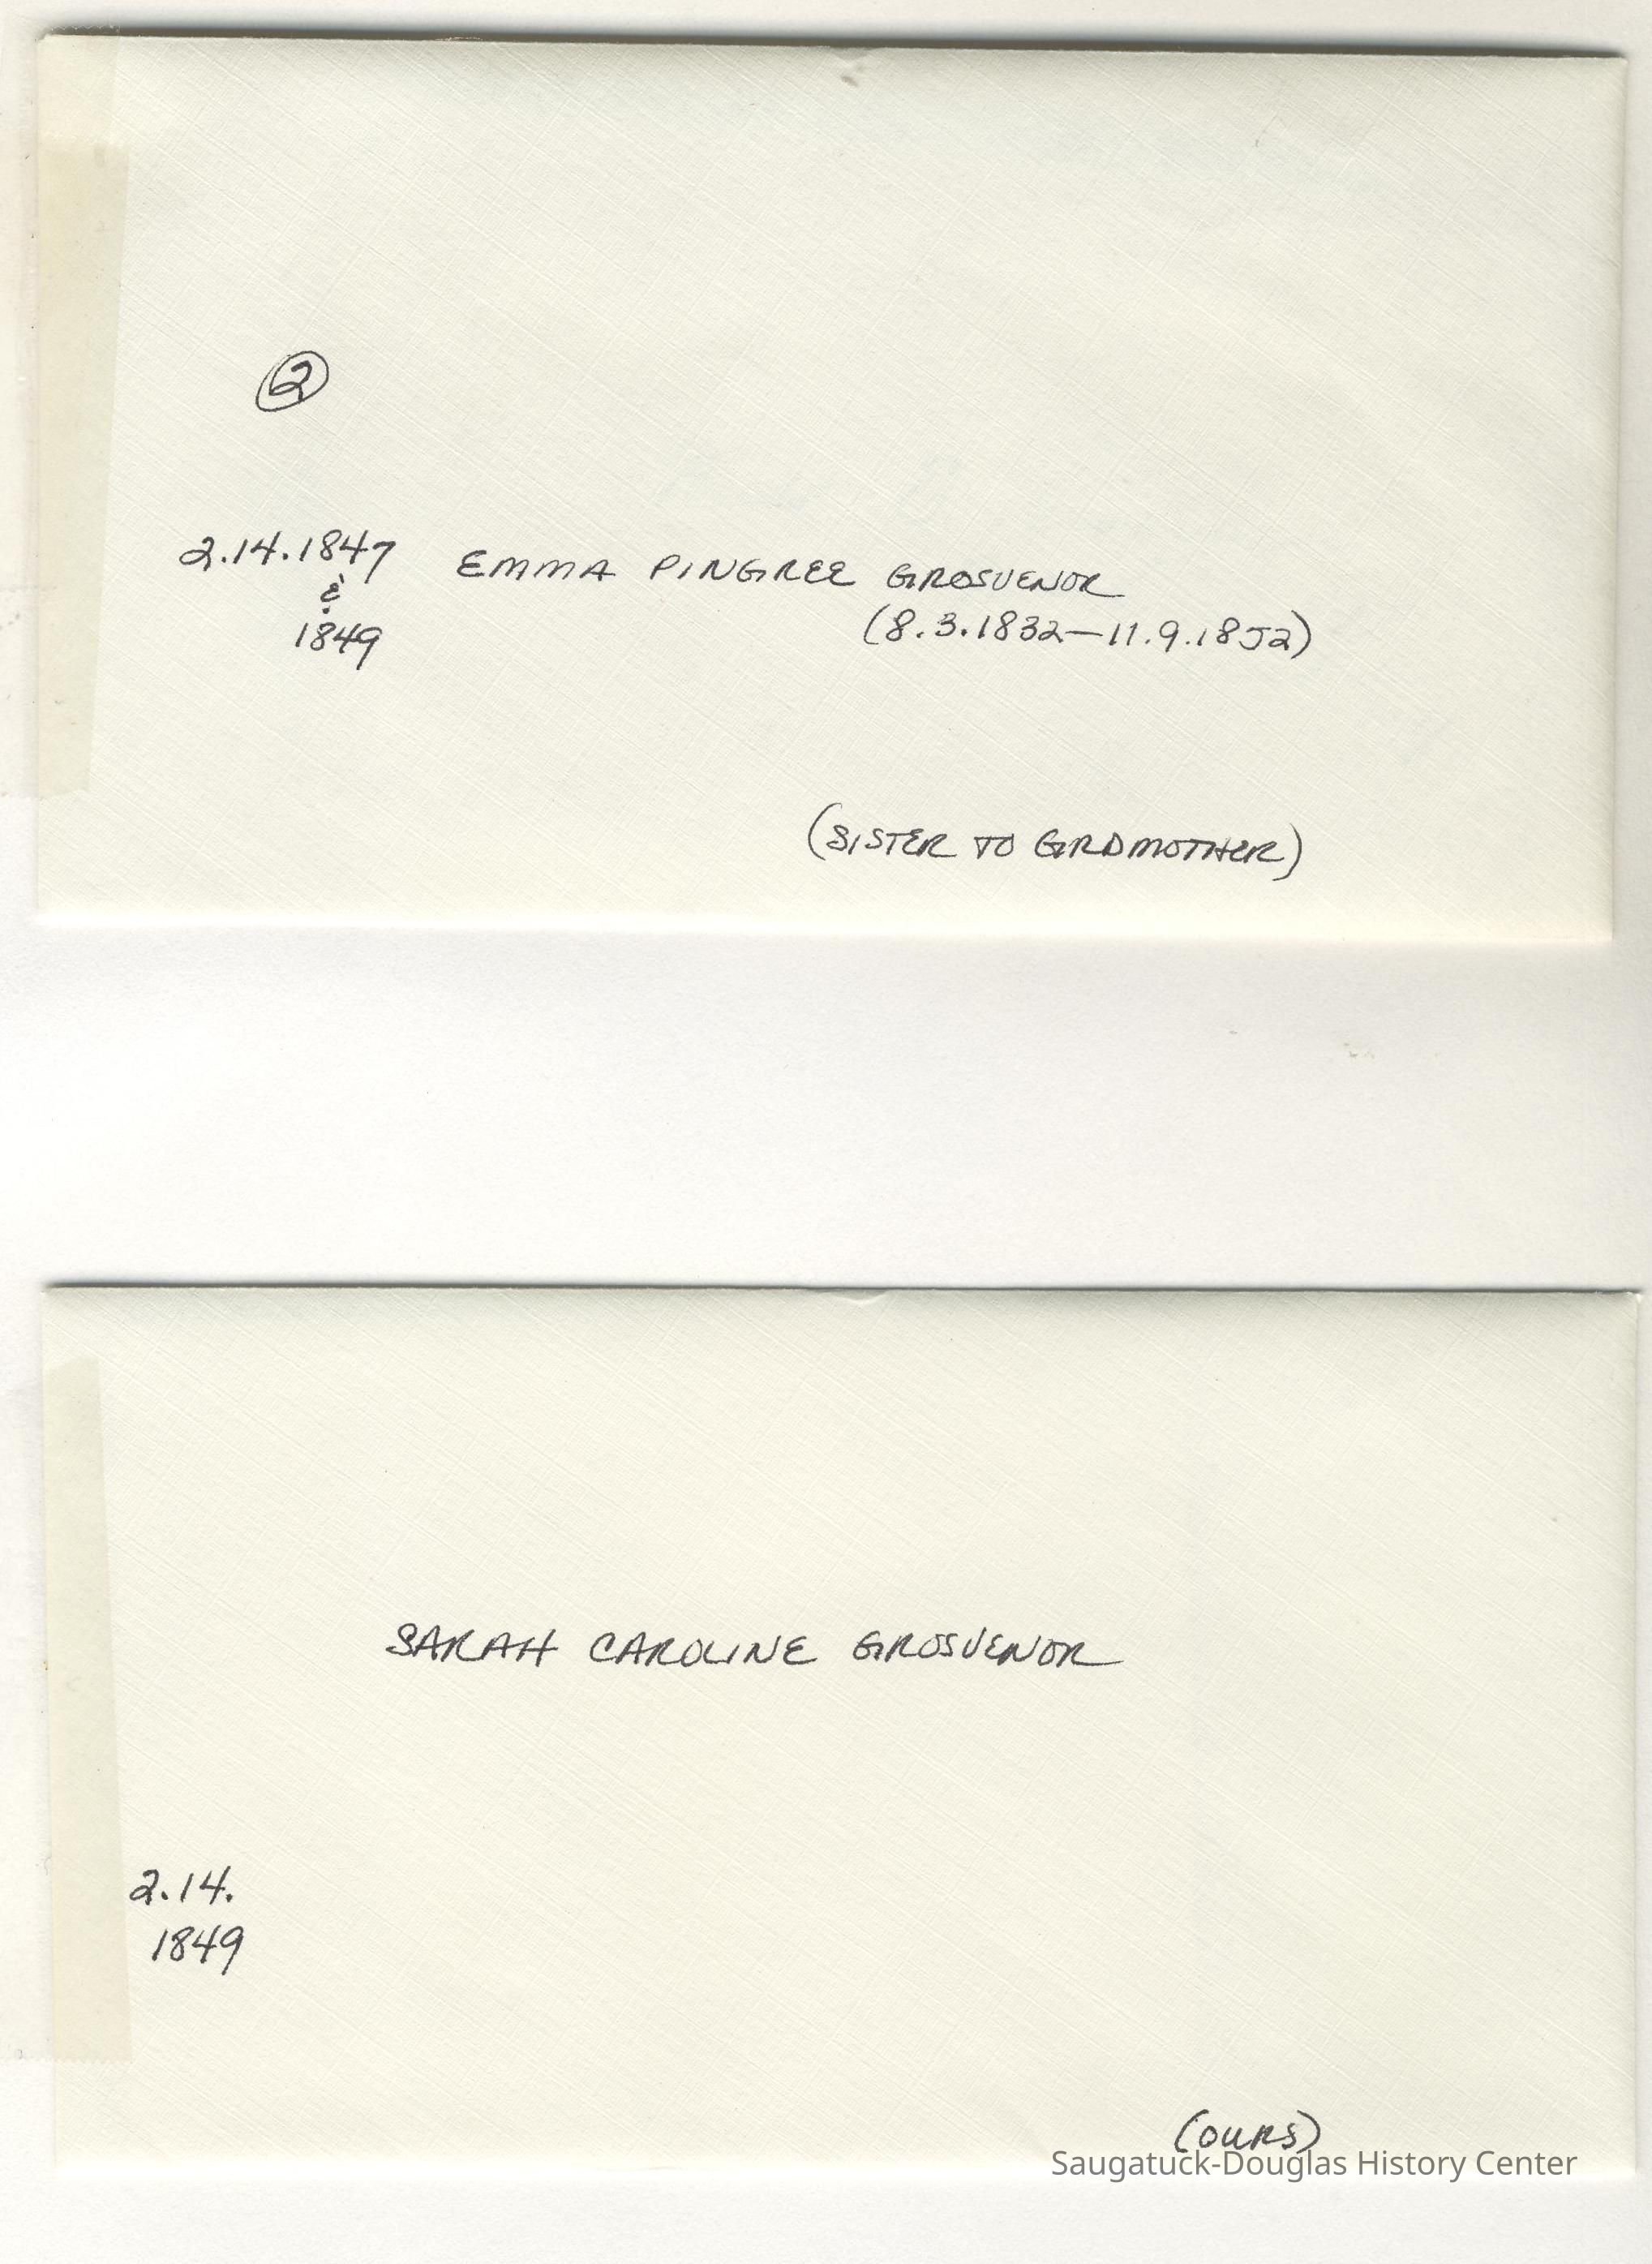 ②
2.14.1847 EMMA PINGREE GROSVENOR
&
1849 (8.3.1832—11.9.1852)
(SISTER TO GRDMOTHER)
SARAH CAROLINE GROSVENOR
2.14.
1849
(OURS)
Saugatuck-Douglas History Center